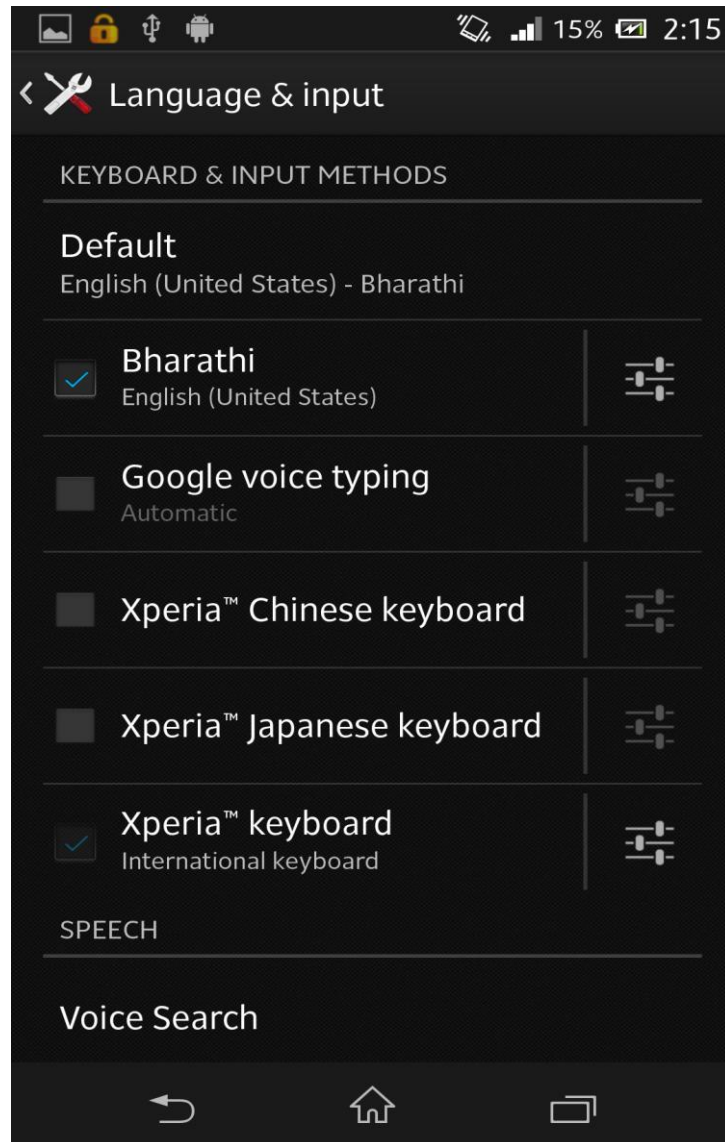 15% 2:15
Language & input
KEYBOARD & INPUT METHODS
Default
English (United States) - Bharathi
Bharathi
English (United States)
Google voice typing
Automatic
Xperia™ Chinese keyboard
Xperia™ Japanese keyboard
Xperia™ keyboard
International keyboard
SPEECH
Voice Search